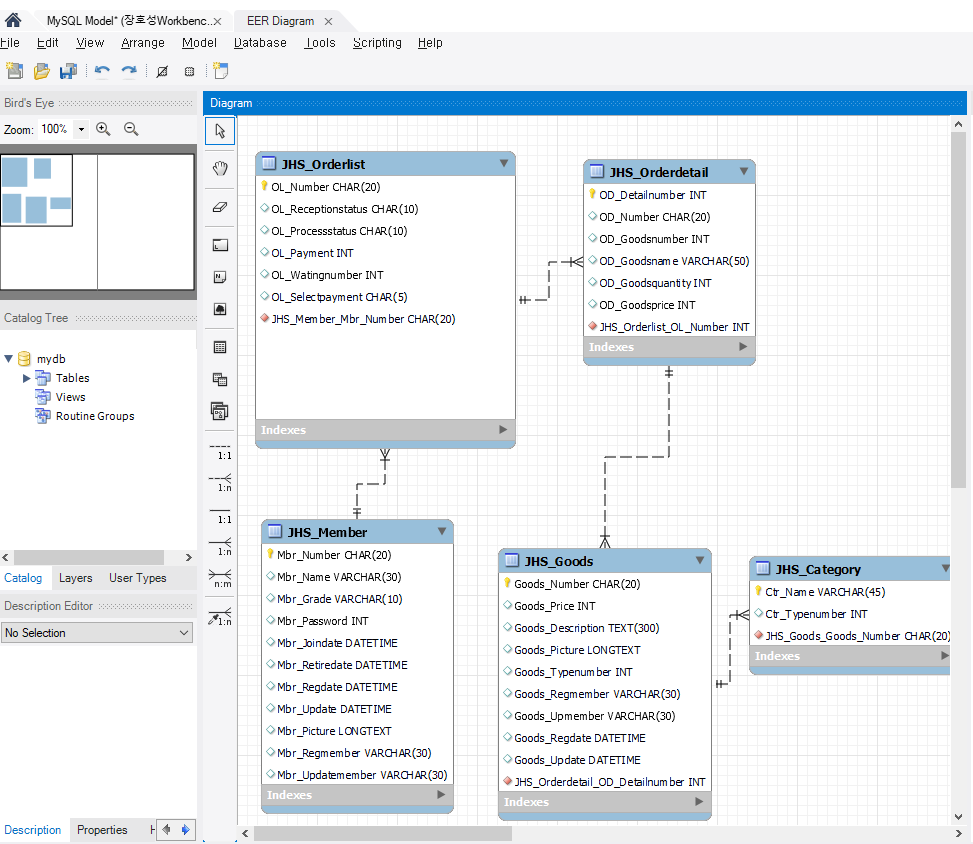 MySQL Model* (장호성Workbenc...
EER Diagram
File Edit View Arrange Model Database Tools Scripting Help
Bird's Eye
Zoom: 100%
Catalog Tree
mydb
Tables
Views
Routine Groups
Catalog Layers User Types
Description Editor
No Selection
Description Properties H
Diagram
1:1
1:n
1:1
1:n
n:m
1:n
JHS_Orderlist
OL_Number CHAR(20)
OL_Receptionstatus CHAR(10)
OL_Processstatus CHAR(10)
OL_Payment INT
OL_Watingnumber INT
OL_Selectpayment CHAR(5)
JHS_Member_Mbr_Number CHAR(20)
Indexes
JHS_Orderdetail
OD_Detailnumber INT
OD_Number CHAR(20)
OD_Goodsnumber INT
OD_Goodsname VARCHAR(50)
OD_Goodsquantity INT
OD_Goodsprice INT
JHS_Orderlist_OL_Number INT
Indexes
JHS_Member
Mbr_Number CHAR(20)
Mbr_Name VARCHAR(30)
Mbr_Grade VARCHAR(10)
Mbr_Password INT
Mbr_Joindate DATETIME
Mbr_Retiredate DATETIME
Mbr_Regdate DATETIME
Mbr_Update DATETIME
Mbr_Picture LONGTEXT
Mbr_Regmember VARCHAR(30)
Mbr_Updatemember VARCHAR(30)
Indexes
JHS_Goods
Goods_Number CHAR(20)
Goods_Price INT
Goods_Description TEXT(300)
Goods_Picture LONGTEXT
Goods_Typenumber INT
Goods_Regmember VARCHAR(30)
Goods_Upmember VARCHAR(30)
Goods_Regdate DATETIME
Goods_Update DATETIME
JHS_Orderdetail_OD_Detailnumber INT
Indexes
JHS_Category
Ctr_Name VARCHAR(45)
Ctr_Typenumber INT
JHS_Goods_Goods_Number CHAR(20)
Indexes